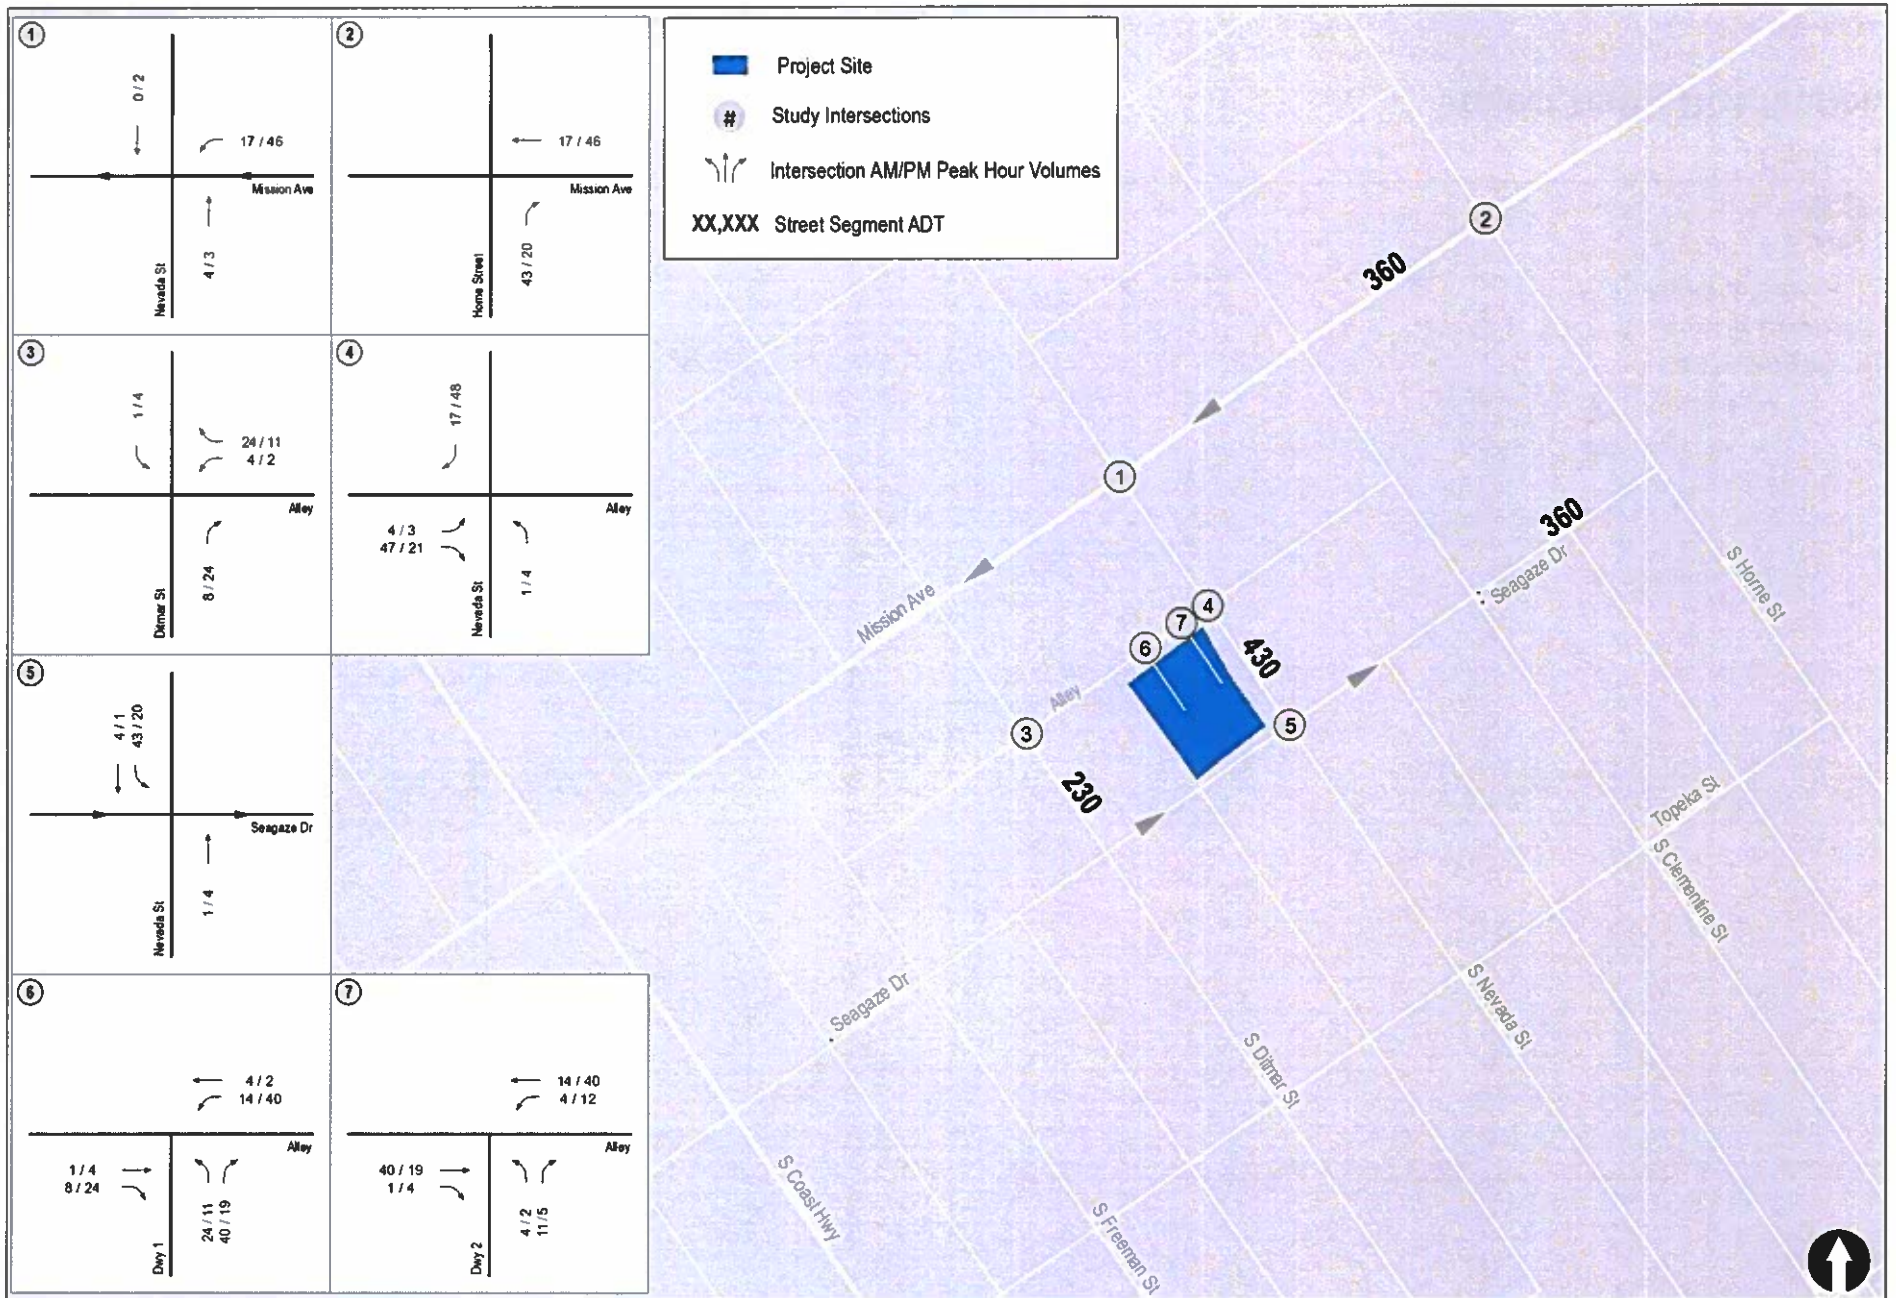 1
0 / 2
17 / 46
Mission Ave
4 / 3
Nevada St
2
17 / 46
Mission Ave
43 / 20
Horne Street
3
1 / 4
24 / 11
4 / 2
Alley
8 / 24
Ditmar St
4
17 / 48
4 / 3
47 / 21
Alley
1 / 4
Nevada St
5
4 / 1
43 / 20
Seagaze Dr
1 / 4
Nevada St
6
4 / 2
14 / 40
Alley
1 / 4
8 / 24
24 / 11
40 / 19
Dwy 1
7
14 / 40
4 / 12
Alley
40 / 19
1 / 4
4 / 2
11 / 5
Dwy 2
Project Site
# Study Intersections
Intersection AM/PM Peak Hour Volumes
XX,XXX Street Segment ADT
2
360
1
360
Seagaze Dr
S Horne St
Mission Ave
4
7
6
430
Alley
3
5
230
Topeka St
S Clementine St
Seagaze Dr
S Nevada St
S Ditmar St
S Coast Hwy
S Freeman St